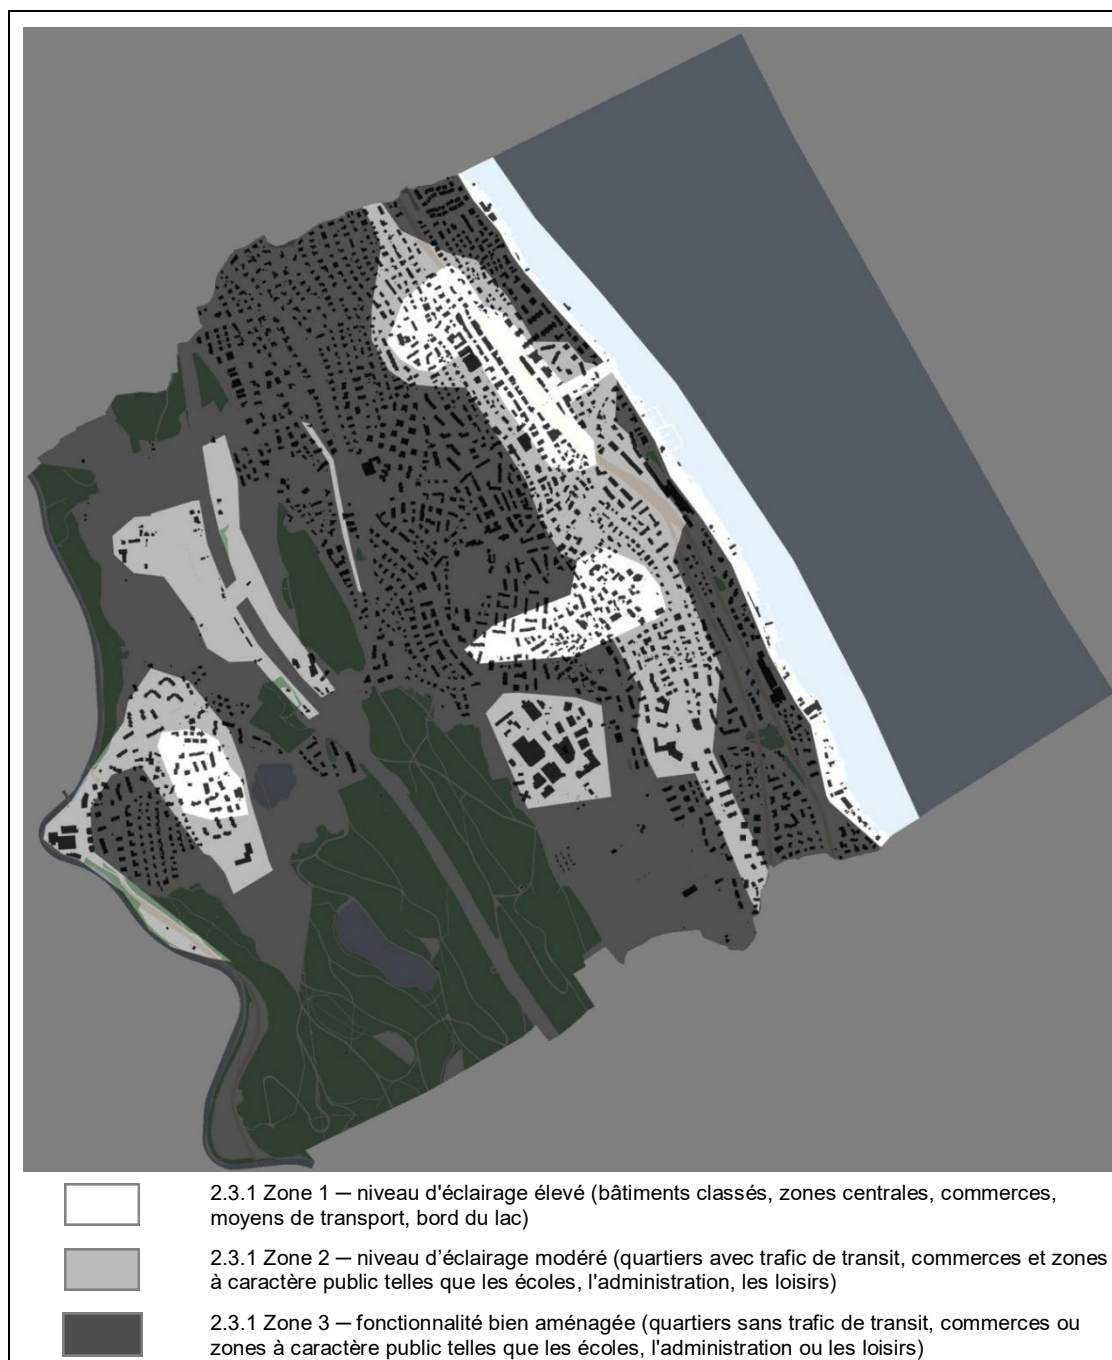 2.3.1 Zone 1 — niveau d'éclairage élevé (bâtiments classés, zones centrales, commerces,
moyens de transport, bord du lac)
2.3.1 Zone 2 — niveau d’éclairage modéré (quartiers avec trafic de transit, commerces et zones
à caractère public telles que les écoles, l'administration, les loisirs)
2.3.1 Zone 3 — fonctionnalité bien aménagée (quartiers sans trafic de transit, commerces ou
zones à caractère public telles que les écoles, l'administration ou les loisirs)